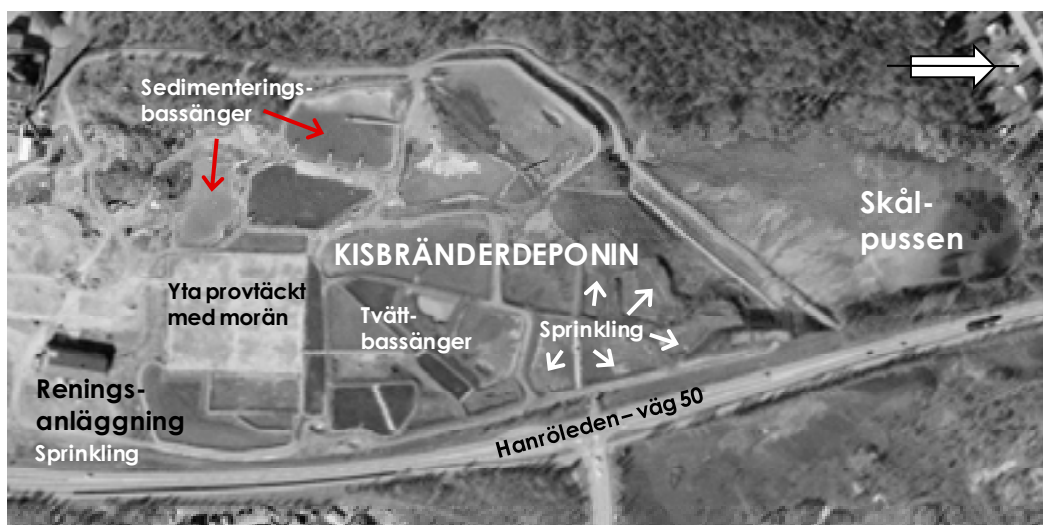 Sedimenterings-
bassänger
Skål-
pussen
KISBRÄNDERDEPONIN
Yta provtäckt
med morän
Tvätt-
bassänger
Sprinkling
Renings-
anläggning
Sprinkling
Hanröleden – väg 50